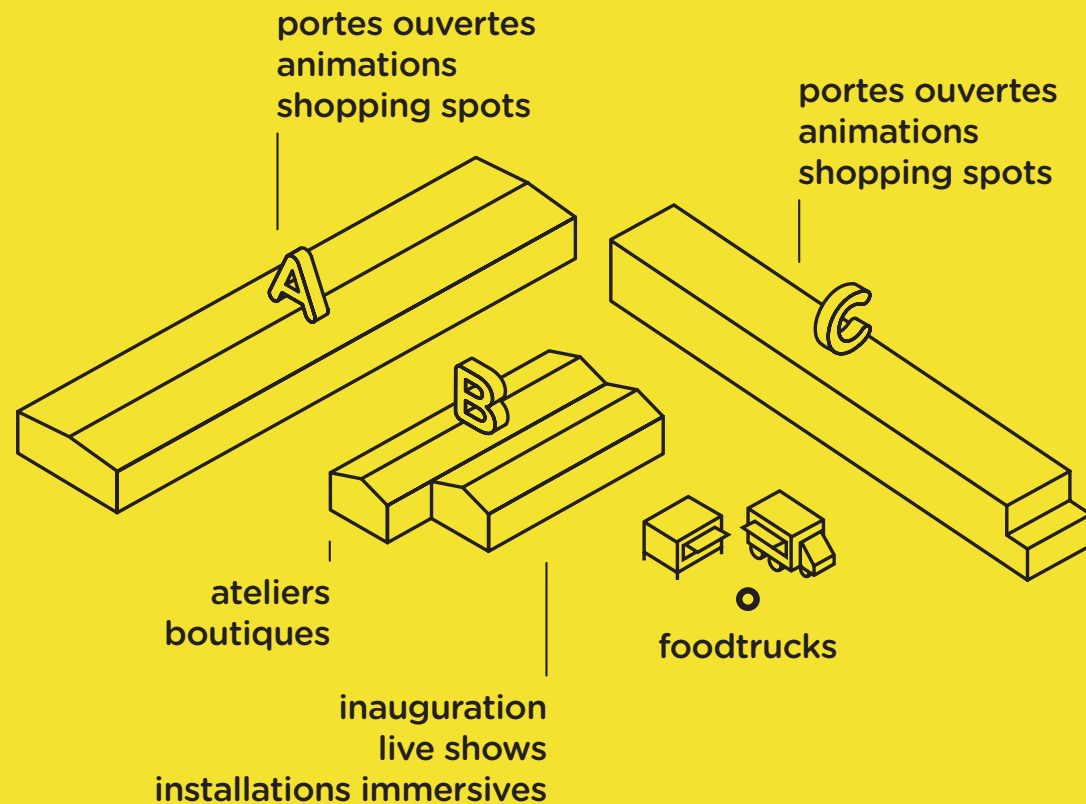 portes ouvertes
animations
shopping spots
portes ouvertes
animations
shopping spots
A
C
B
ateliers
boutiques
foodtrucks
inauguration
live shows
installations immersives